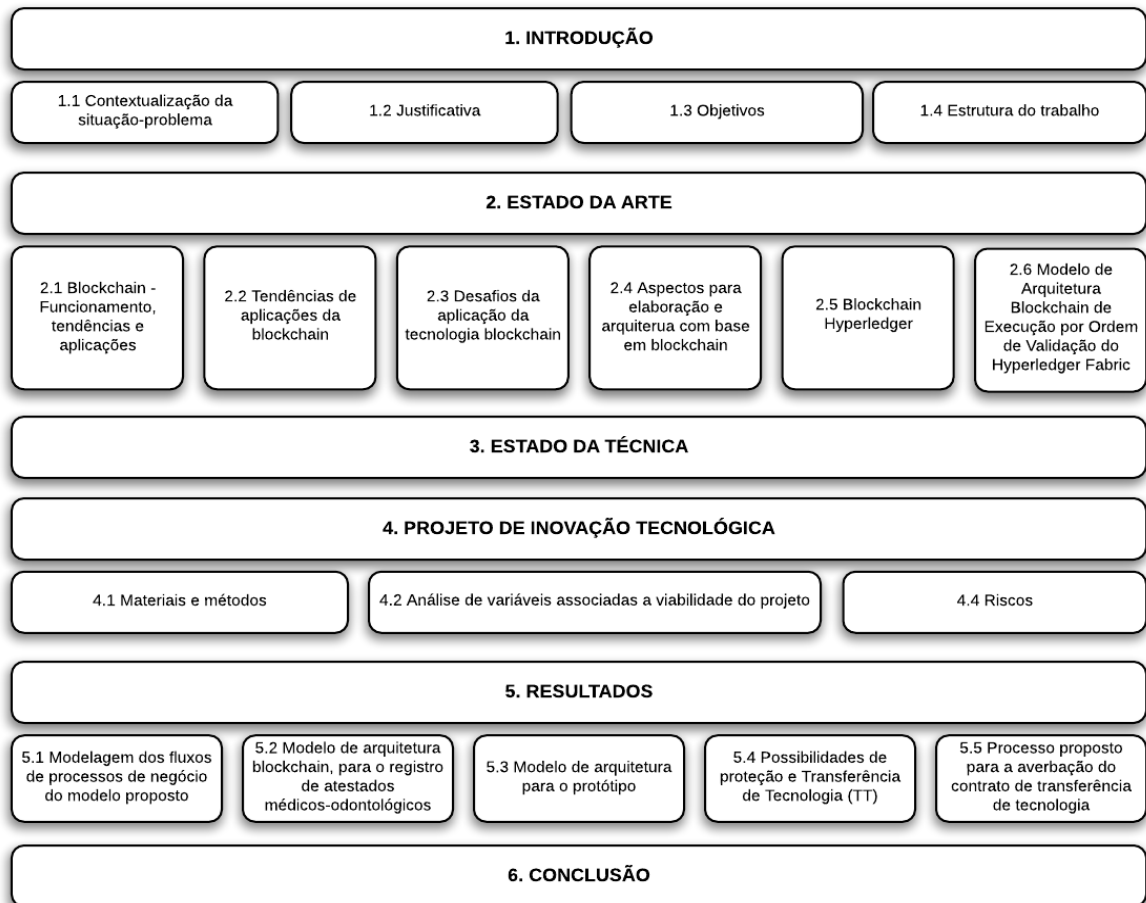 1. INTRODUÇÃO
1.1 Contextualização da
situação-problema
1.2 Justificativa
1.3 Objetivos
1.4 Estrutura do trabalho
2. ESTADO DA ARTE
2.1 Blockchain -
Funcionamento,
tendências e
aplicações
2.2 Tendências de
aplicações da
blockchain
2.3 Desafios da
aplicação da
tecnologia blockchain
2.4 Aspectos para
elaboração e
arquiterua com base
em blockchain
2.5 Blockchain
Hyperledger
2.6 Modelo de
Arquitetura
Blockchain de
Execução por Ordem
de Validação do
Hyperledger Fabric
3. ESTADO DA TÉCNICA
4. PROJETO DE INOVAÇÃO TECNOLÓGICA
4.1 Materiais e métodos
4.2 Análise de variáveis associadas a viabilidade do projeto
4.4 Riscos
5. RESULTADOS
5.1 Modelagem dos fluxos
de processos de negócio
do modelo proposto
5.2 Modelo de arquitetura
blockchain, para o registro
de atestados
médicos-odontológicos
5.3 Modelo de arquitetura
para o protótipo
5.4 Possibilidades de
proteção e Transferência
de Tecnologia (TT)
5.5 Processo proposto
para a averbação do
contrato de transferência
de tecnologia
6. CONCLUSÃO